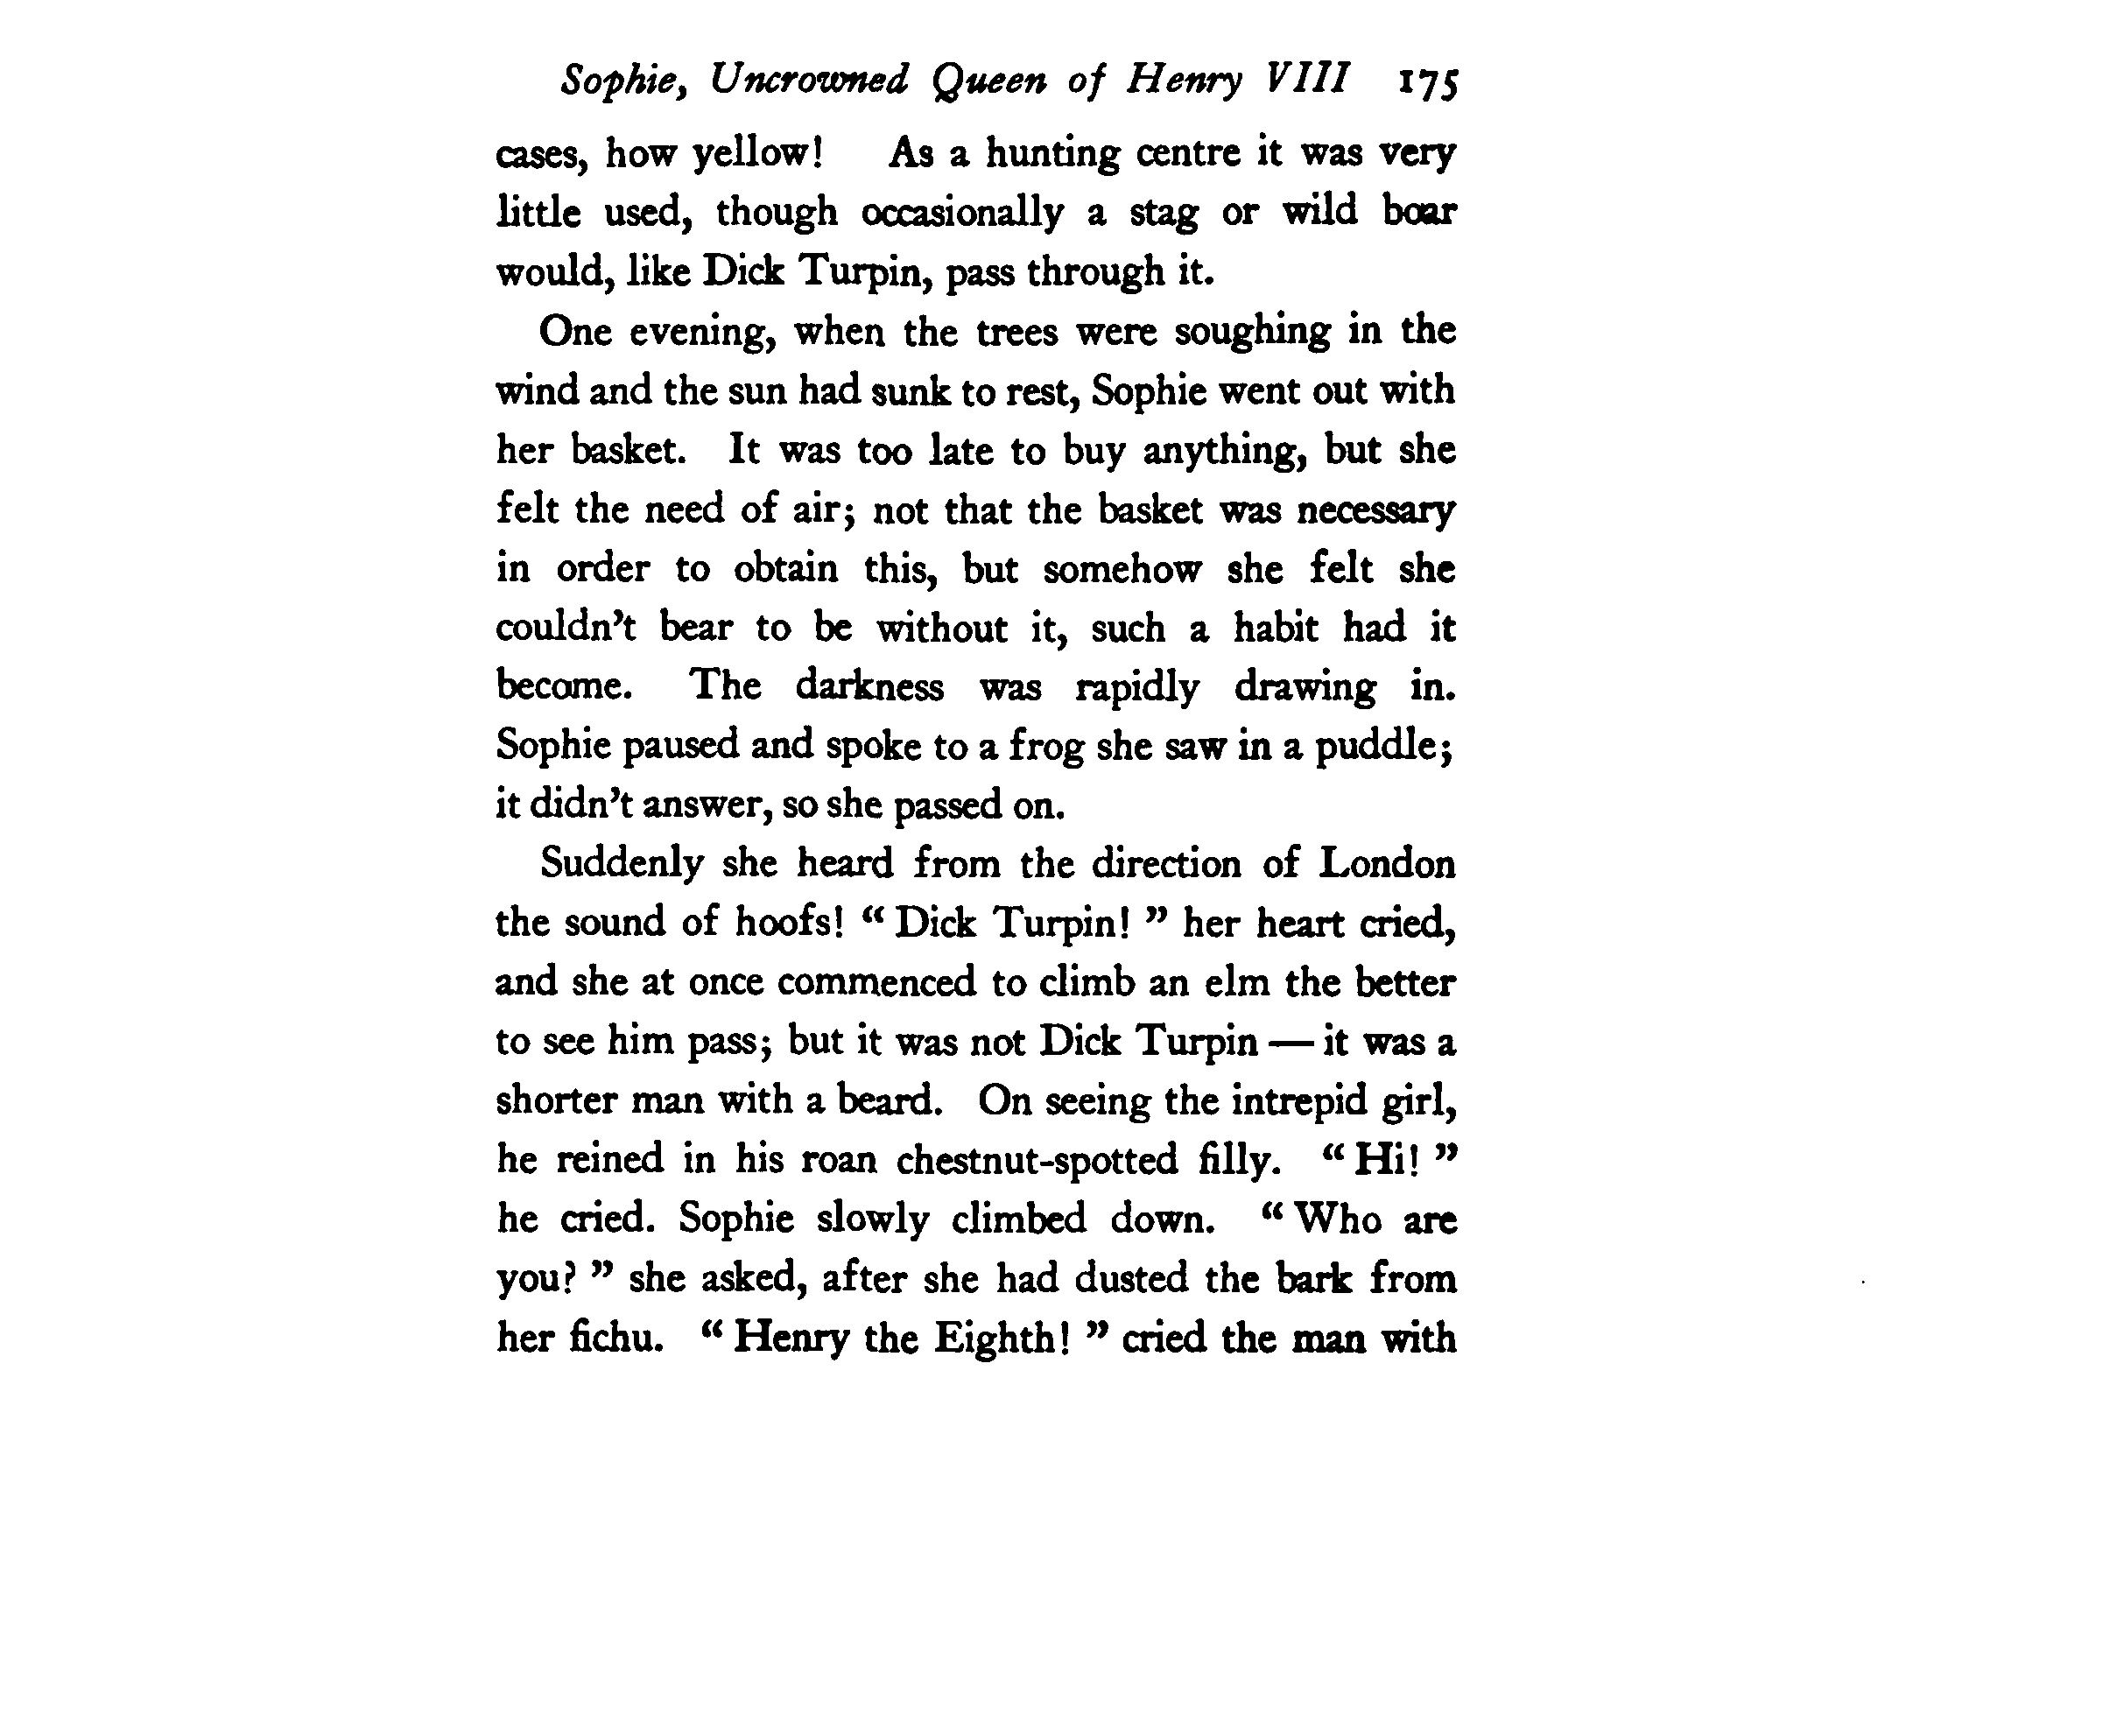 Sophie, Uncrowned Queen of Henry VIII 175
cases, how yellow! As a hunting centre it was very
little used, though occasionally a stag or wild boar
would, like Dick Turpin, pass through it.
One evening, when the trees were soughing in the
wind and the sun had sunk to rest, Sophie went out with
her basket. It was too late to buy anything, but she
felt the need of air; not that the basket was necessary
in order to obtain this, but somehow she felt she
couldn't bear to be without it, such a habit had it
become. The darkness was rapidly drawing in.
Sophie paused and spoke to a frog she saw in a puddle;
it didn't answer, so she passed on.
Suddenly she heard from the direction of London
the sound of hoofs! “ Dick Turpin! ” her heart cried,
and she at once commenced to climb an elm the better
to see him pass; but it was not Dick Turpin — it was a
shorter man with a beard. On seeing the intrepid girl,
he reined in his roan chestnut-spotted filly. “ Hi! ”
he cried. Sophie slowly climbed down. “ Who are
you? ” she asked, after she had dusted the bark from
her fichu. “ Henry the Eighth! ” cried the man with